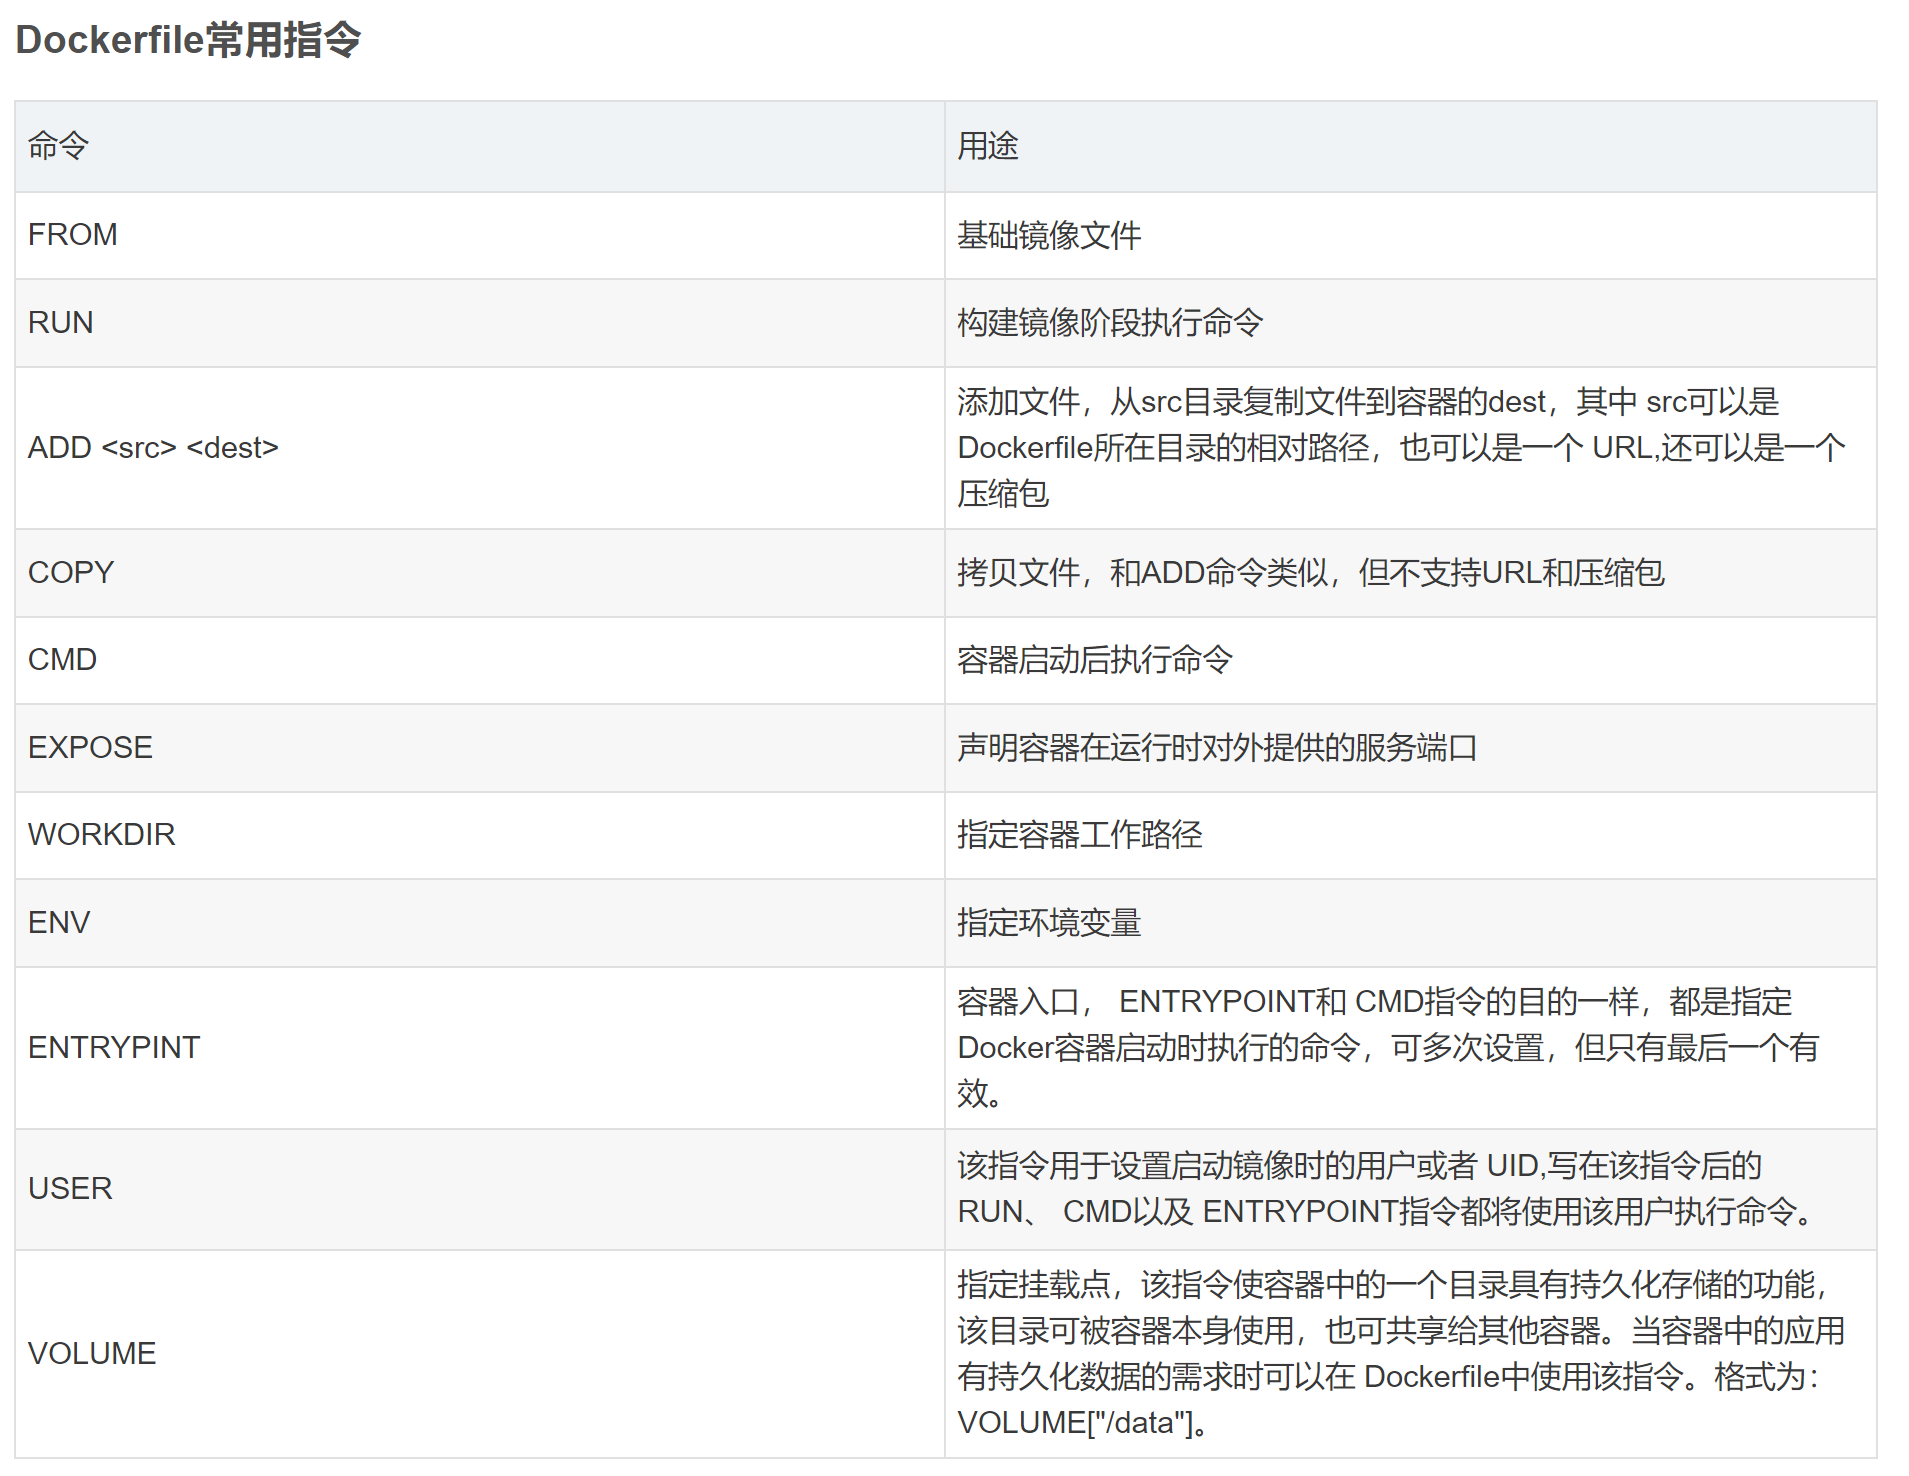 Dockerfile常用指令
命令
用途
FROM
基础镜像文件
RUN
构建镜像阶段执行命令
ADD <src> <dest>
添加文件，从src目录复制文件到容器的dest，其中 src可以是
Dockerfile所在目录的相对路径，也可以是一个 URL,还可以是一个
压缩包
COPY
拷贝文件，和ADD命令类似，但不支持URL和压缩包
CMD
容器启动后执行命令
EXPOSE
声明容器在运行时对外提供的服务端口
WORKDIR
指定容器工作路径
ENV
指定环境变量
ENTRYPINT
容器入口， ENTRYPOINT和 CMD指令的目的一样，都是指定
Docker容器启动时执行的命令，可多次设置，但只有最后一个有
效。
USER
该指令用于设置启动镜像时的用户或者 UID,写在该指令后的
RUN、 CMD以及 ENTRYPOINT指令都将使用该用户执行命令。
VOLUME
指定挂载点，该指令使容器中的一个目录具有持久化存储的功能，
该目录可被容器本身使用，也可共享给其他容器。当容器中的应用
有持久化数据的需求时可以在 Dockerfile中使用该指令。格式为：
VOLUME["/data"]。